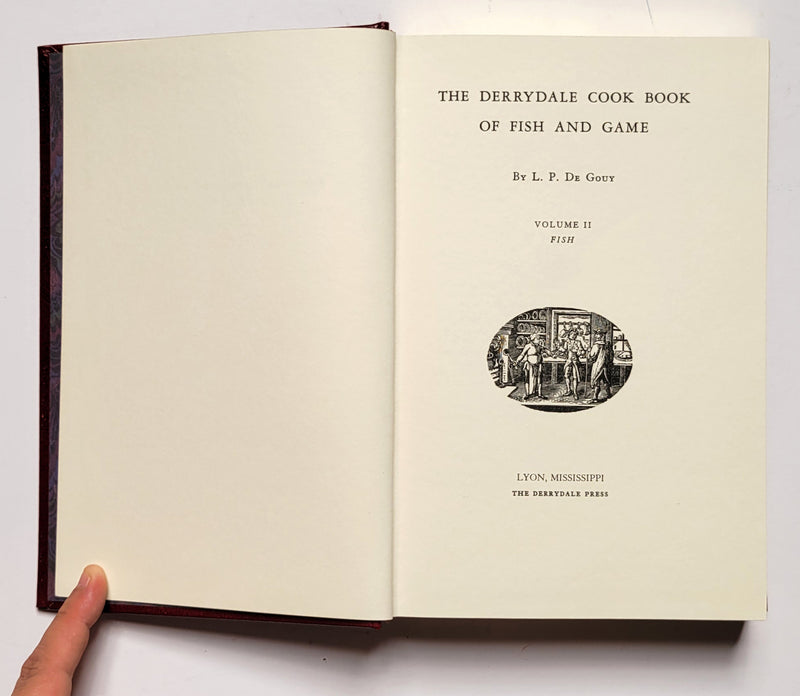 THE DERRYDALE COOK BOOK
OF FISH AND GAME
By L. P. De Gouy
VOLUME II
FISH
LYON, MISSISSIPPI
THE DERRYDALE PRESS